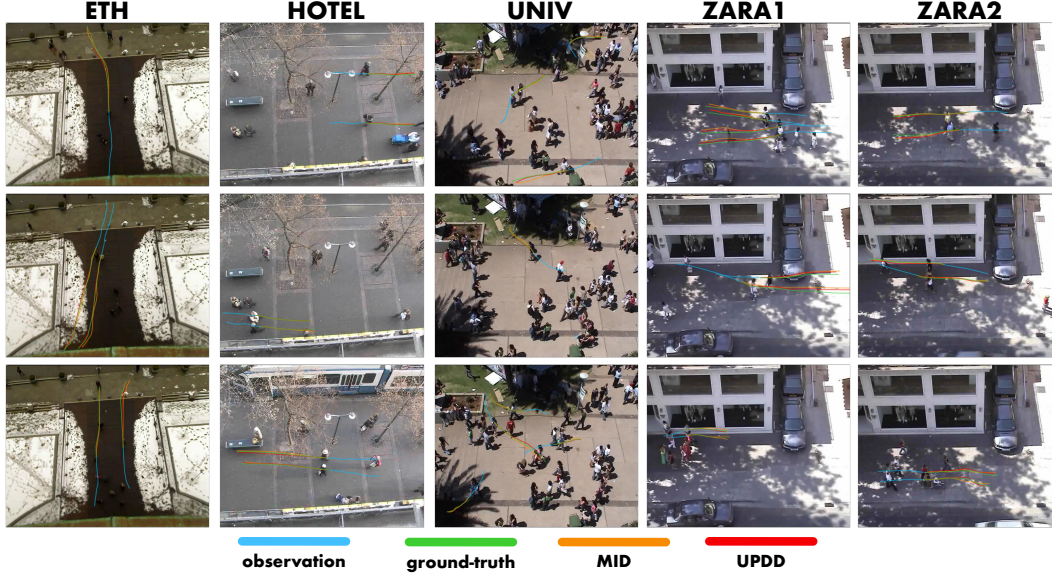 ETH HOTEL UNIV ZARA1 ZARA2
observation ground-truth MID UPDD